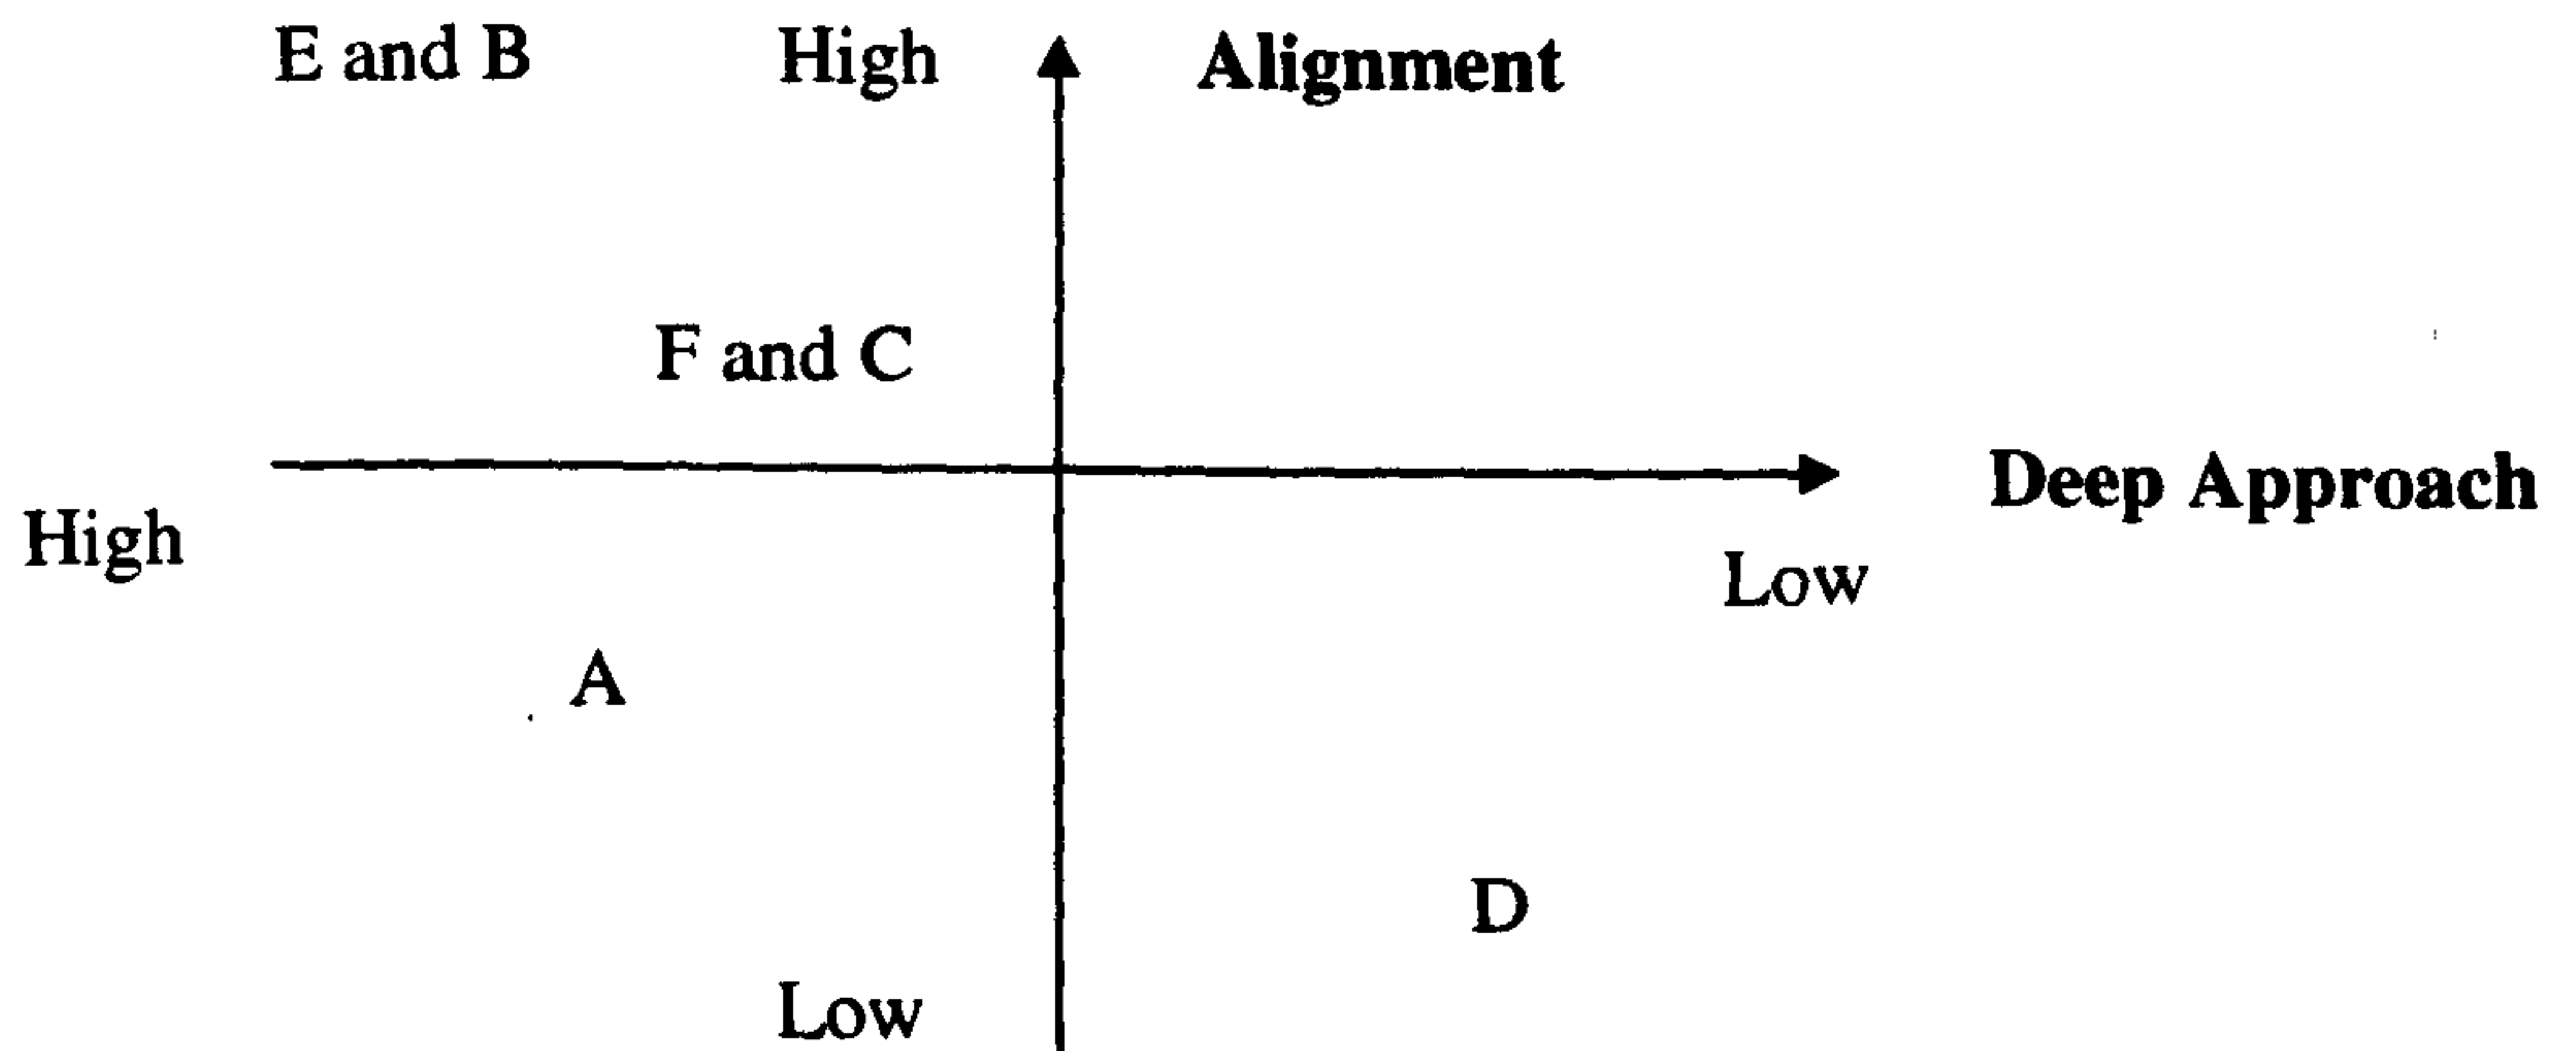 E and B
High
Alignment
F and C
Deep Approach
High
Low
A
D
Low